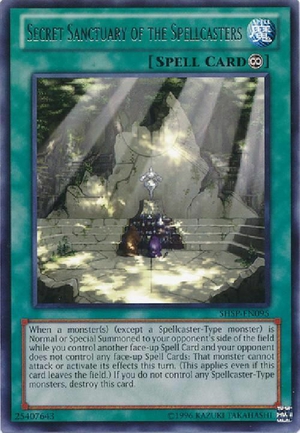 SECRET SANCTUARY OF THE SPELLCASTERS
SPELL
[SPELL CARD]
SHSP-EN095
When a monster(s) (except a Spellcaster-Type monster) is
Normal or Special Summoned to your opponent's side of the field
while you control another face-up Spell Card and your opponent
does not control any face-up Spell Cards: That monster cannot
attack or activate its effects this turn. (This applies even if this
card leaves the field.) If you do not control any Spellcaster-Type
monsters, destroy this card.
25407643
©1996 KAZUKI TAKAHASHI